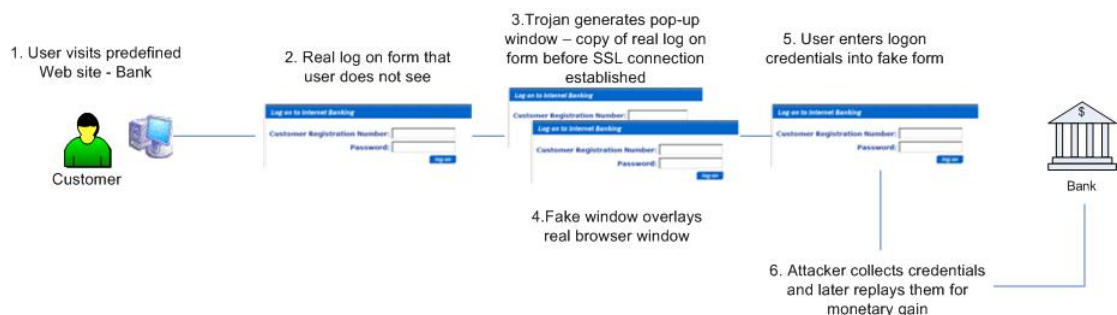 1. User visits predefined
Web site - Bank
Customer
2. Real log on form that
user does not see
Log on to Internet Banking
Customer Registration Number:
Password:
log on
3.Trojan generates pop-up
window – copy of real log on
form before SSL connection
established
Log on to Internet Banking
Customer Registration Number:
Log on to Internet Banking
Customer Registration Number:
Password:
log on
4.Fake window overlays
real browser window
5. User enters logon
credentials into fake form
Log on to Internet Banking
Customer Registration Number:
Password:
log on
6. Attacker collects credentials
and later replays them for
monetary gain
$
Bank